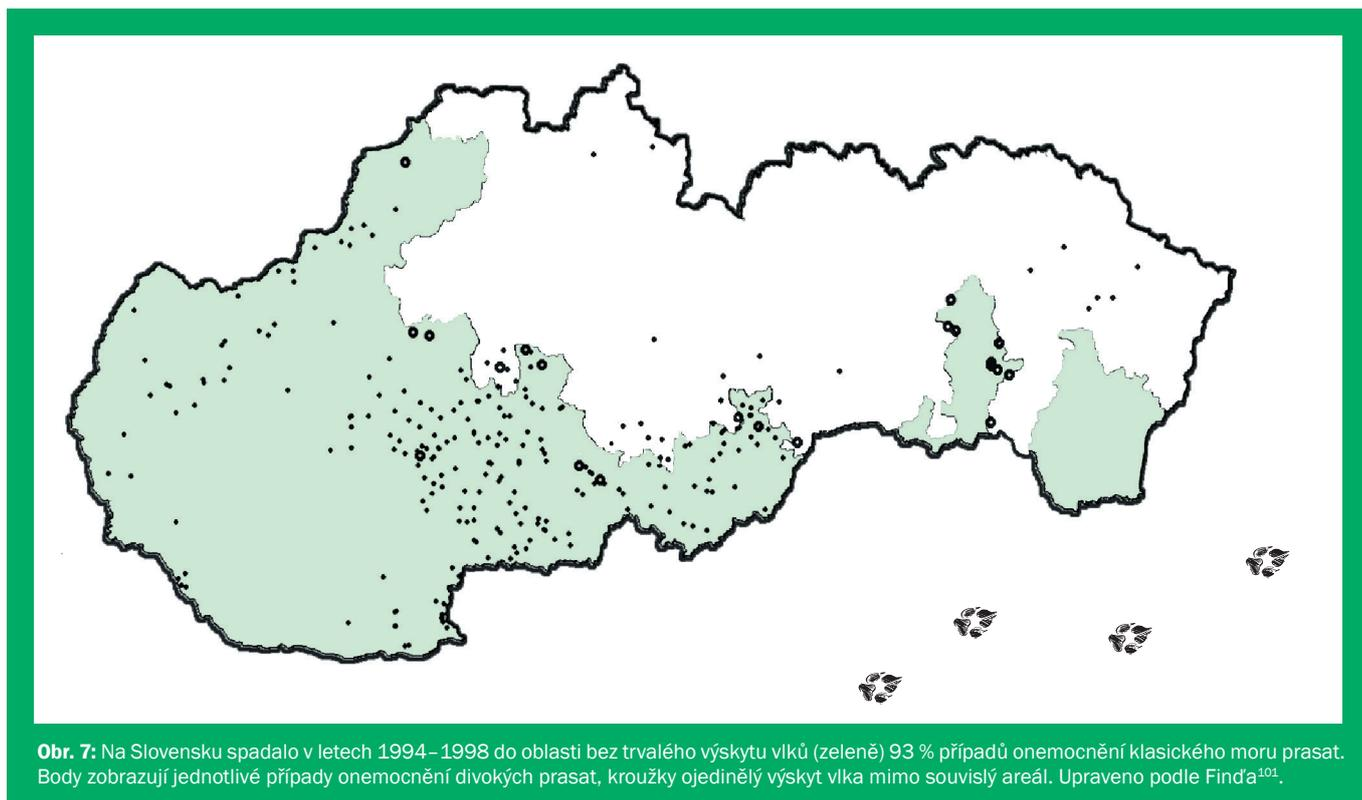 Obr. 7: Na Slovensku spadalo v letech 1994–1998 do oblasti bez trvalého výskytu vlků (zeleně) 93 % případů onemocnění klasického moru prasat.
Body zobrazují jednotlivé případy onemocnění divokých prasat, kroužky ojedinělý výskyt vlka mimo souvislý areál. Upraveno podle Finďa¹⁰¹.